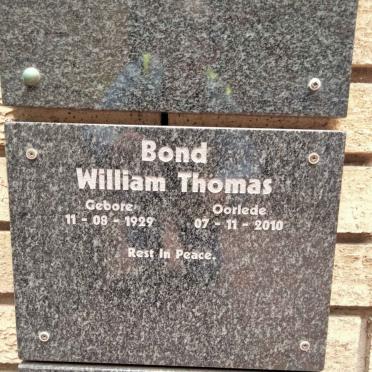 Bond
William Thomas
Gebore Oorlede
11 - 08 - 1929 07 - 11 - 2010
Rest In Peace.